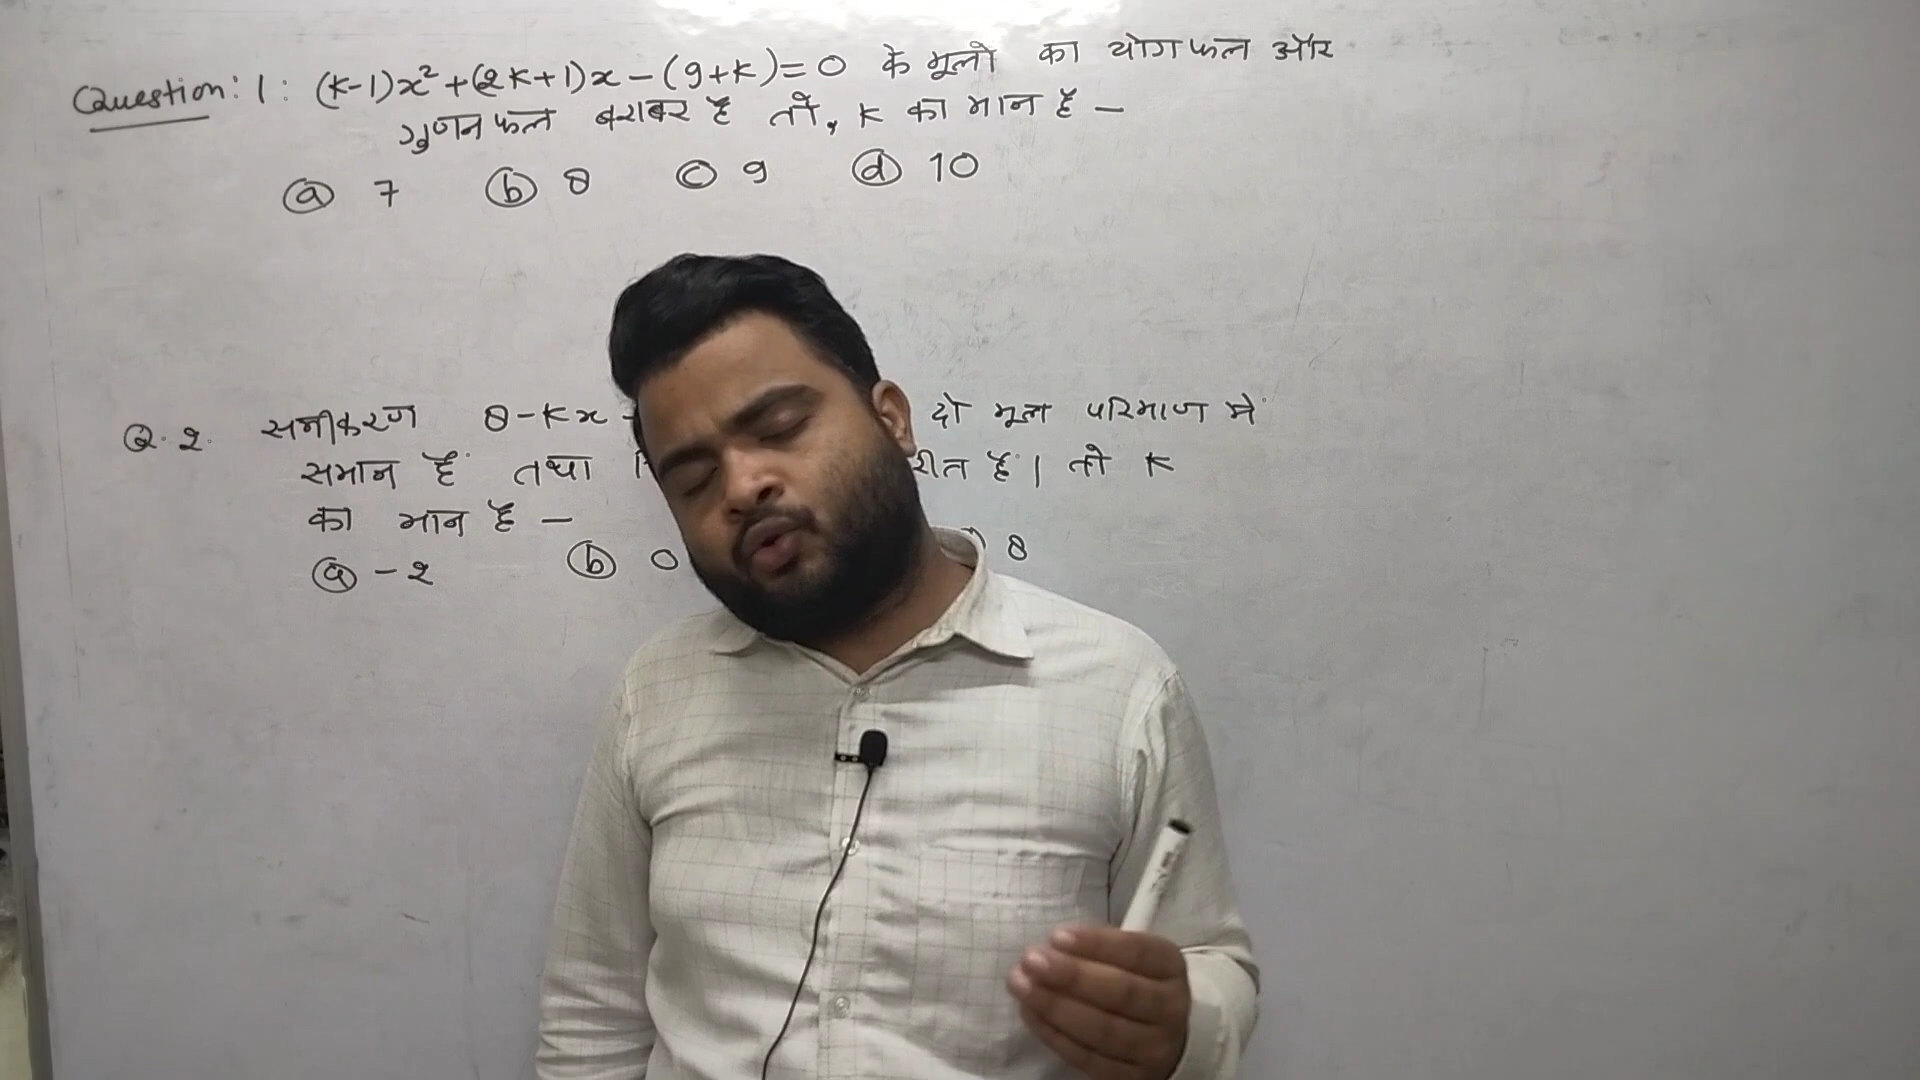 Question: 1: (k-1)x²+(2k+1)x-(9+k)=0 के मूलो का योगफल और
गुणनफल बराबर है तो, k का मान है -
(a) 7 (b) 8 (c) 9 (d) 10
Q. 2. समीकरण 8-kx दो मूल परिमाण में
समान हैं तथा हैं। तो k
का मान है -
(a) -2 (b) 0 8